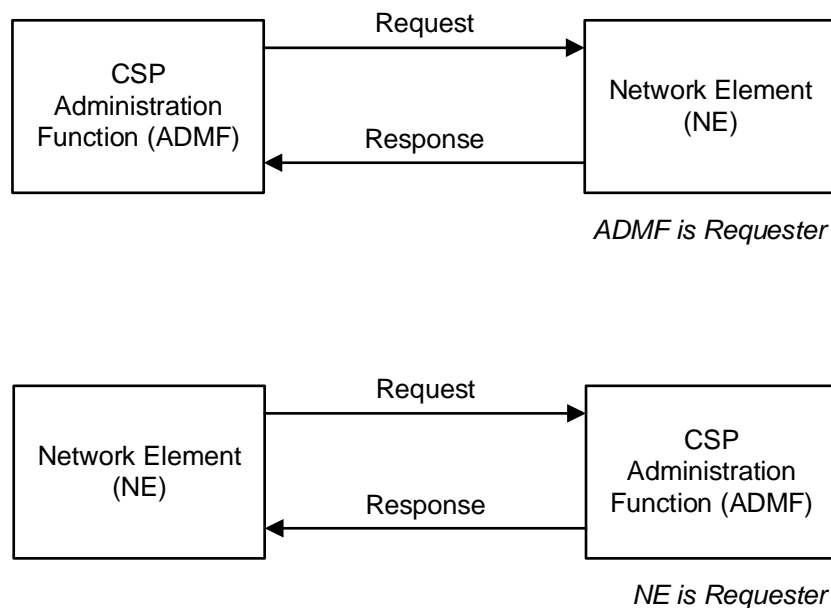 Request
CSP
Administration
Function (ADMF)
Network Element
(NE)
Response
ADMF is Requester
Request
Network Element
(NE)
CSP
Administration
Function (ADMF)
Response
NE is Requester